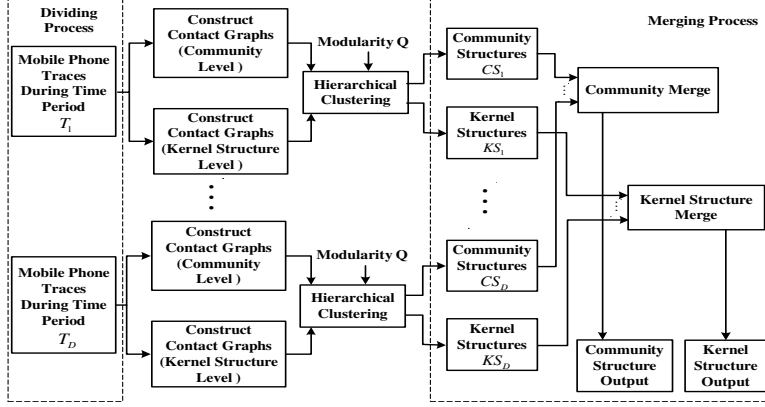 Dividing
Process
Mobile Phone
Traces
During Time
Period
T₁
Construct
Contact Graphs
(Community
Level )
Construct
Contact Graphs
(Kernel Structure
Level )
Modularity Q
Hierarchical
Clustering
Merging Process
Community
Structures
CS₁
Kernel
Structures
KS₁
Community Merge
Kernel Structure
Merge
Mobile Phone
Traces
During Time
Period
T_D
Construct
Contact Graphs
(Community
Level )
Construct
Contact Graphs
(Kernel Structure
Level )
Modularity Q
Hierarchical
Clustering
Community
Structures
CS_D
Kernel
Structures
KS_D
Community
Structure
Output
Kernel
Structure
Output